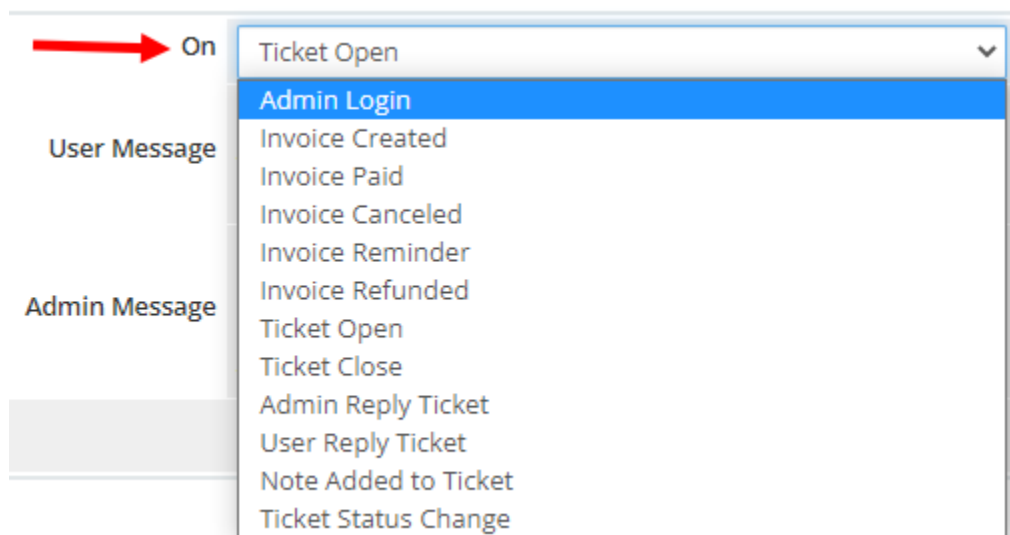 On
Ticket Open
Admin Login
Invoice Created
User Message
Invoice Paid
Invoice Canceled
Invoice Reminder
Invoice Refunded
Admin Message
Ticket Open
Ticket Close
Admin Reply Ticket
User Reply Ticket
Note Added to Ticket
Ticket Status Change